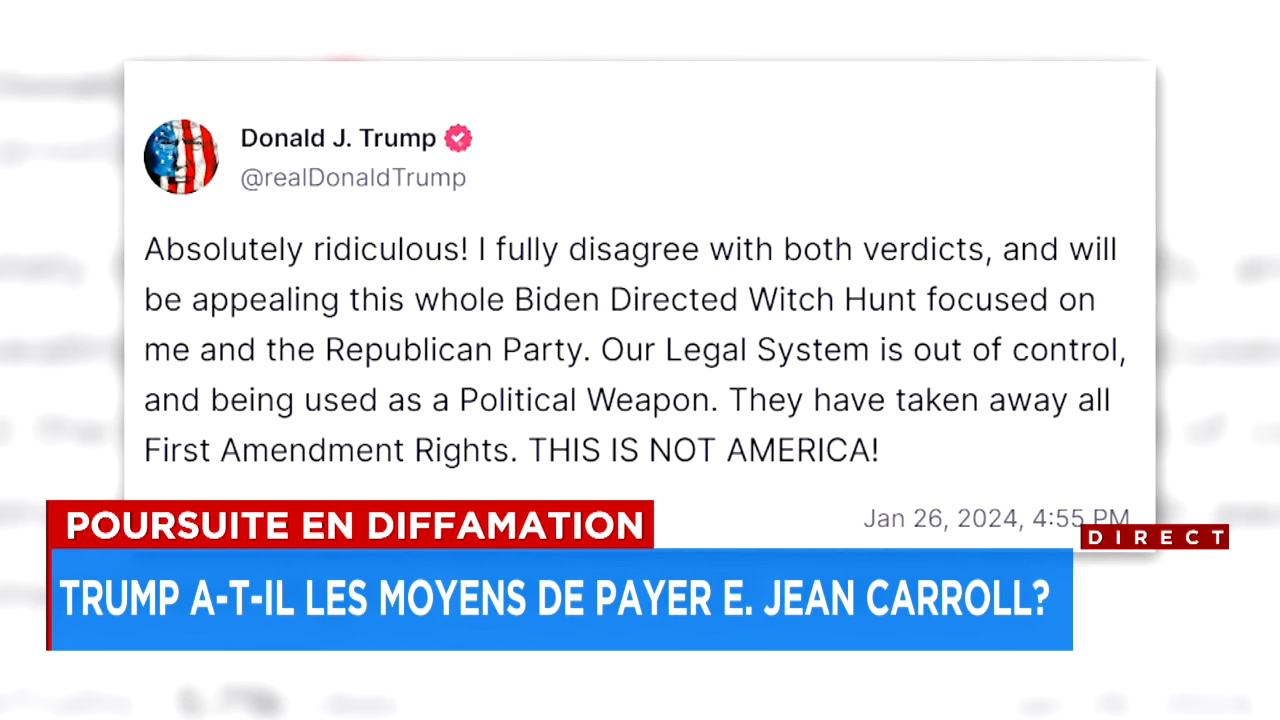 Donald J. Trump
@realDonaldTrump
Absolutely ridiculous! I fully disagree with both verdicts, and will
be appealing this whole Biden Directed Witch Hunt focused on
me and the Republican Party. Our Legal System is out of control,
and being used as a Political Weapon. They have taken away all
First Amendment Rights. THIS IS NOT AMERICA!
Jan 26, 2024, 4:55 PM
POURSUITE EN DIFFAMATION
DIRECT
TRUMP A-T-IL LES MOYENS DE PAYER E. JEAN CARROLL?